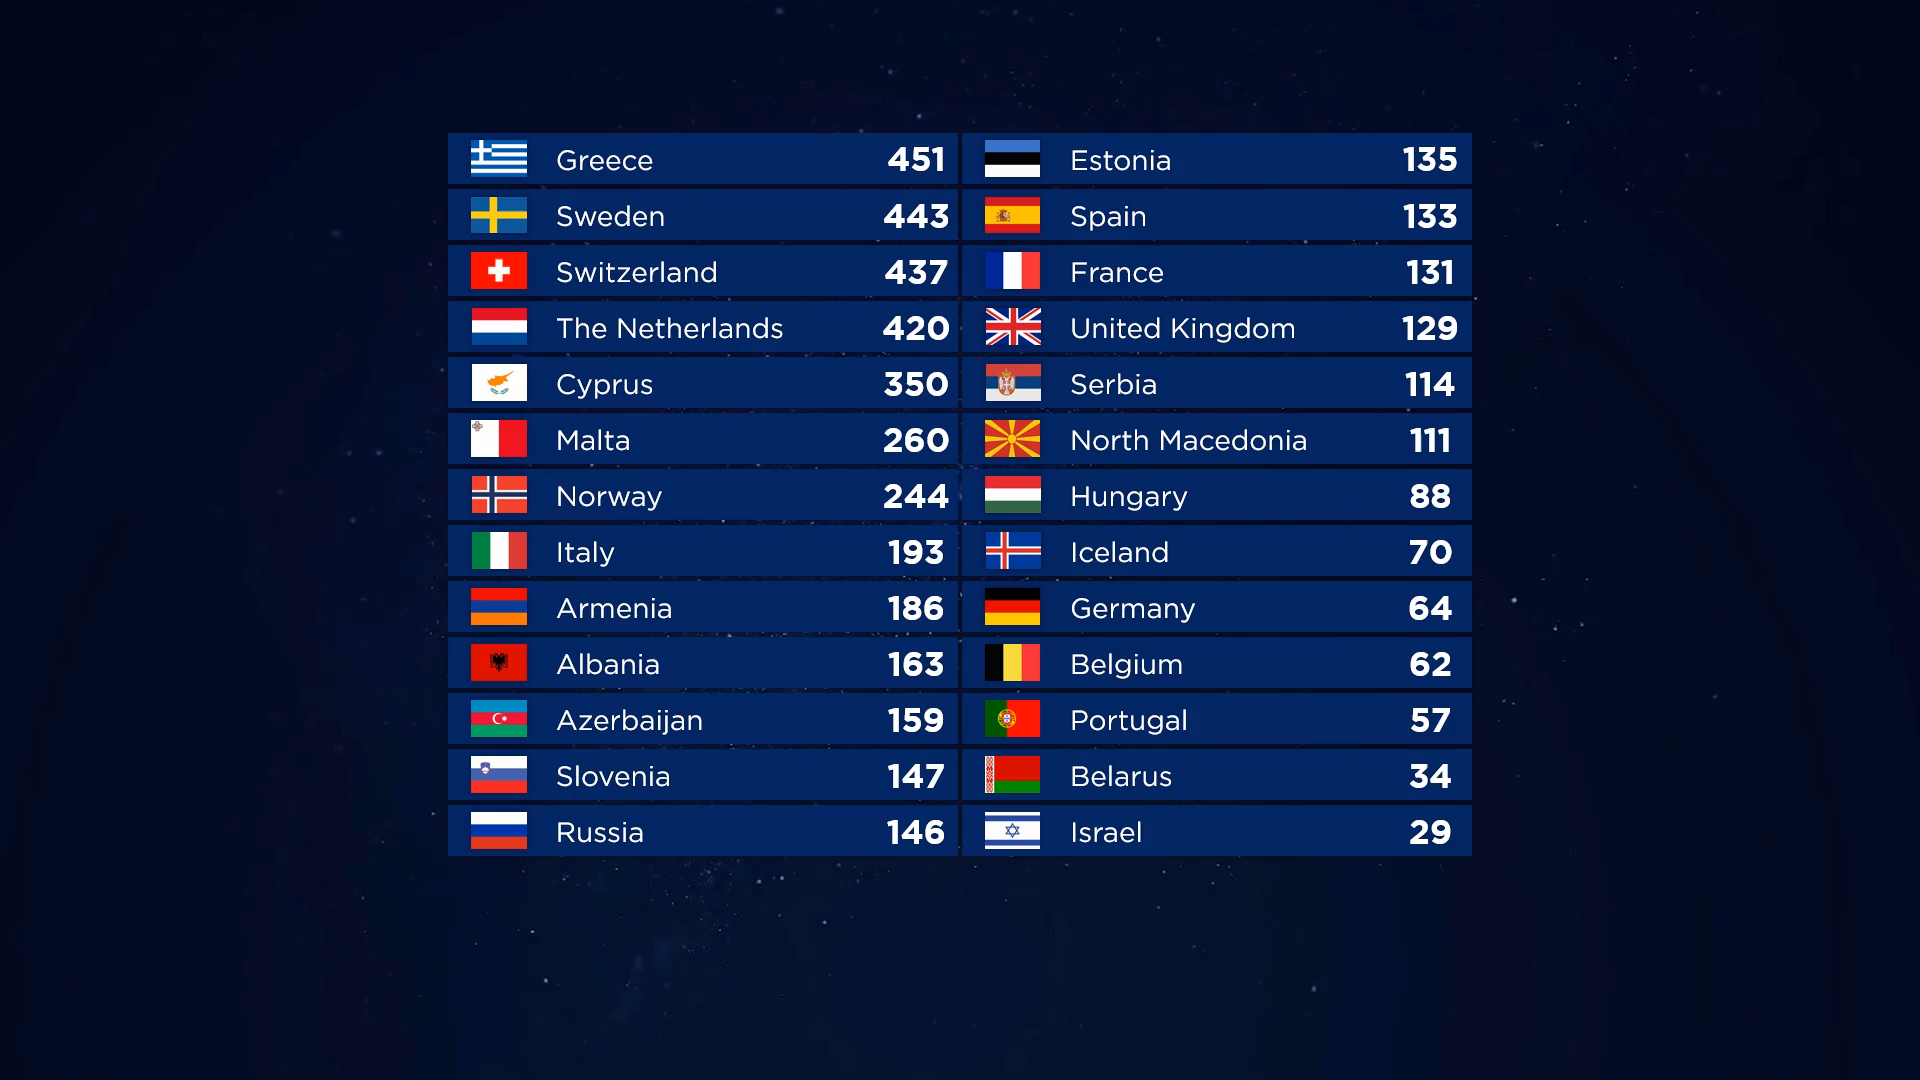 Greece 451
Sweden 443
Switzerland 437
The Netherlands 420
Cyprus 350
Malta 260
Norway 244
Italy 193
Armenia 186
Albania 163
Azerbaijan 159
Slovenia 147
Russia 146
Estonia 135
Spain 133
France 131
United Kingdom 129
Serbia 114
North Macedonia 111
Hungary 88
Iceland 70
Germany 64
Belgium 62
Portugal 57
Belarus 34
Israel 29